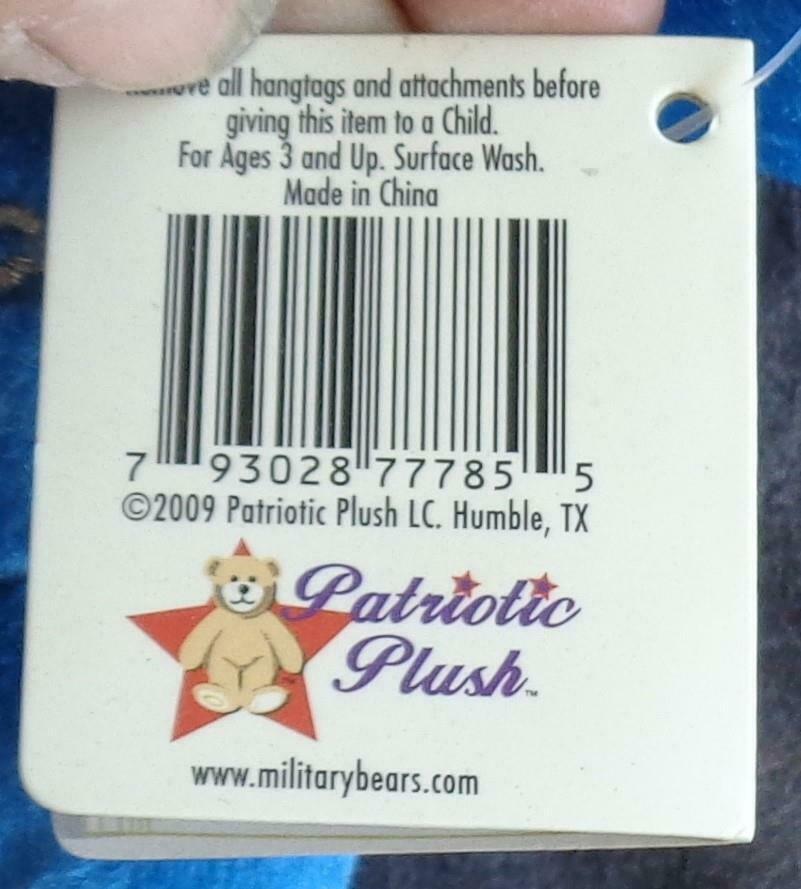 all hangtags and attachments before
giving this item to a Child.
For Ages 3 and Up. Surface Wash.
Made in China
7 93028 77785 5
©2009 Patriotic Plush LC. Humble, TX
Patriotic
Plush™
www.militarybears.com